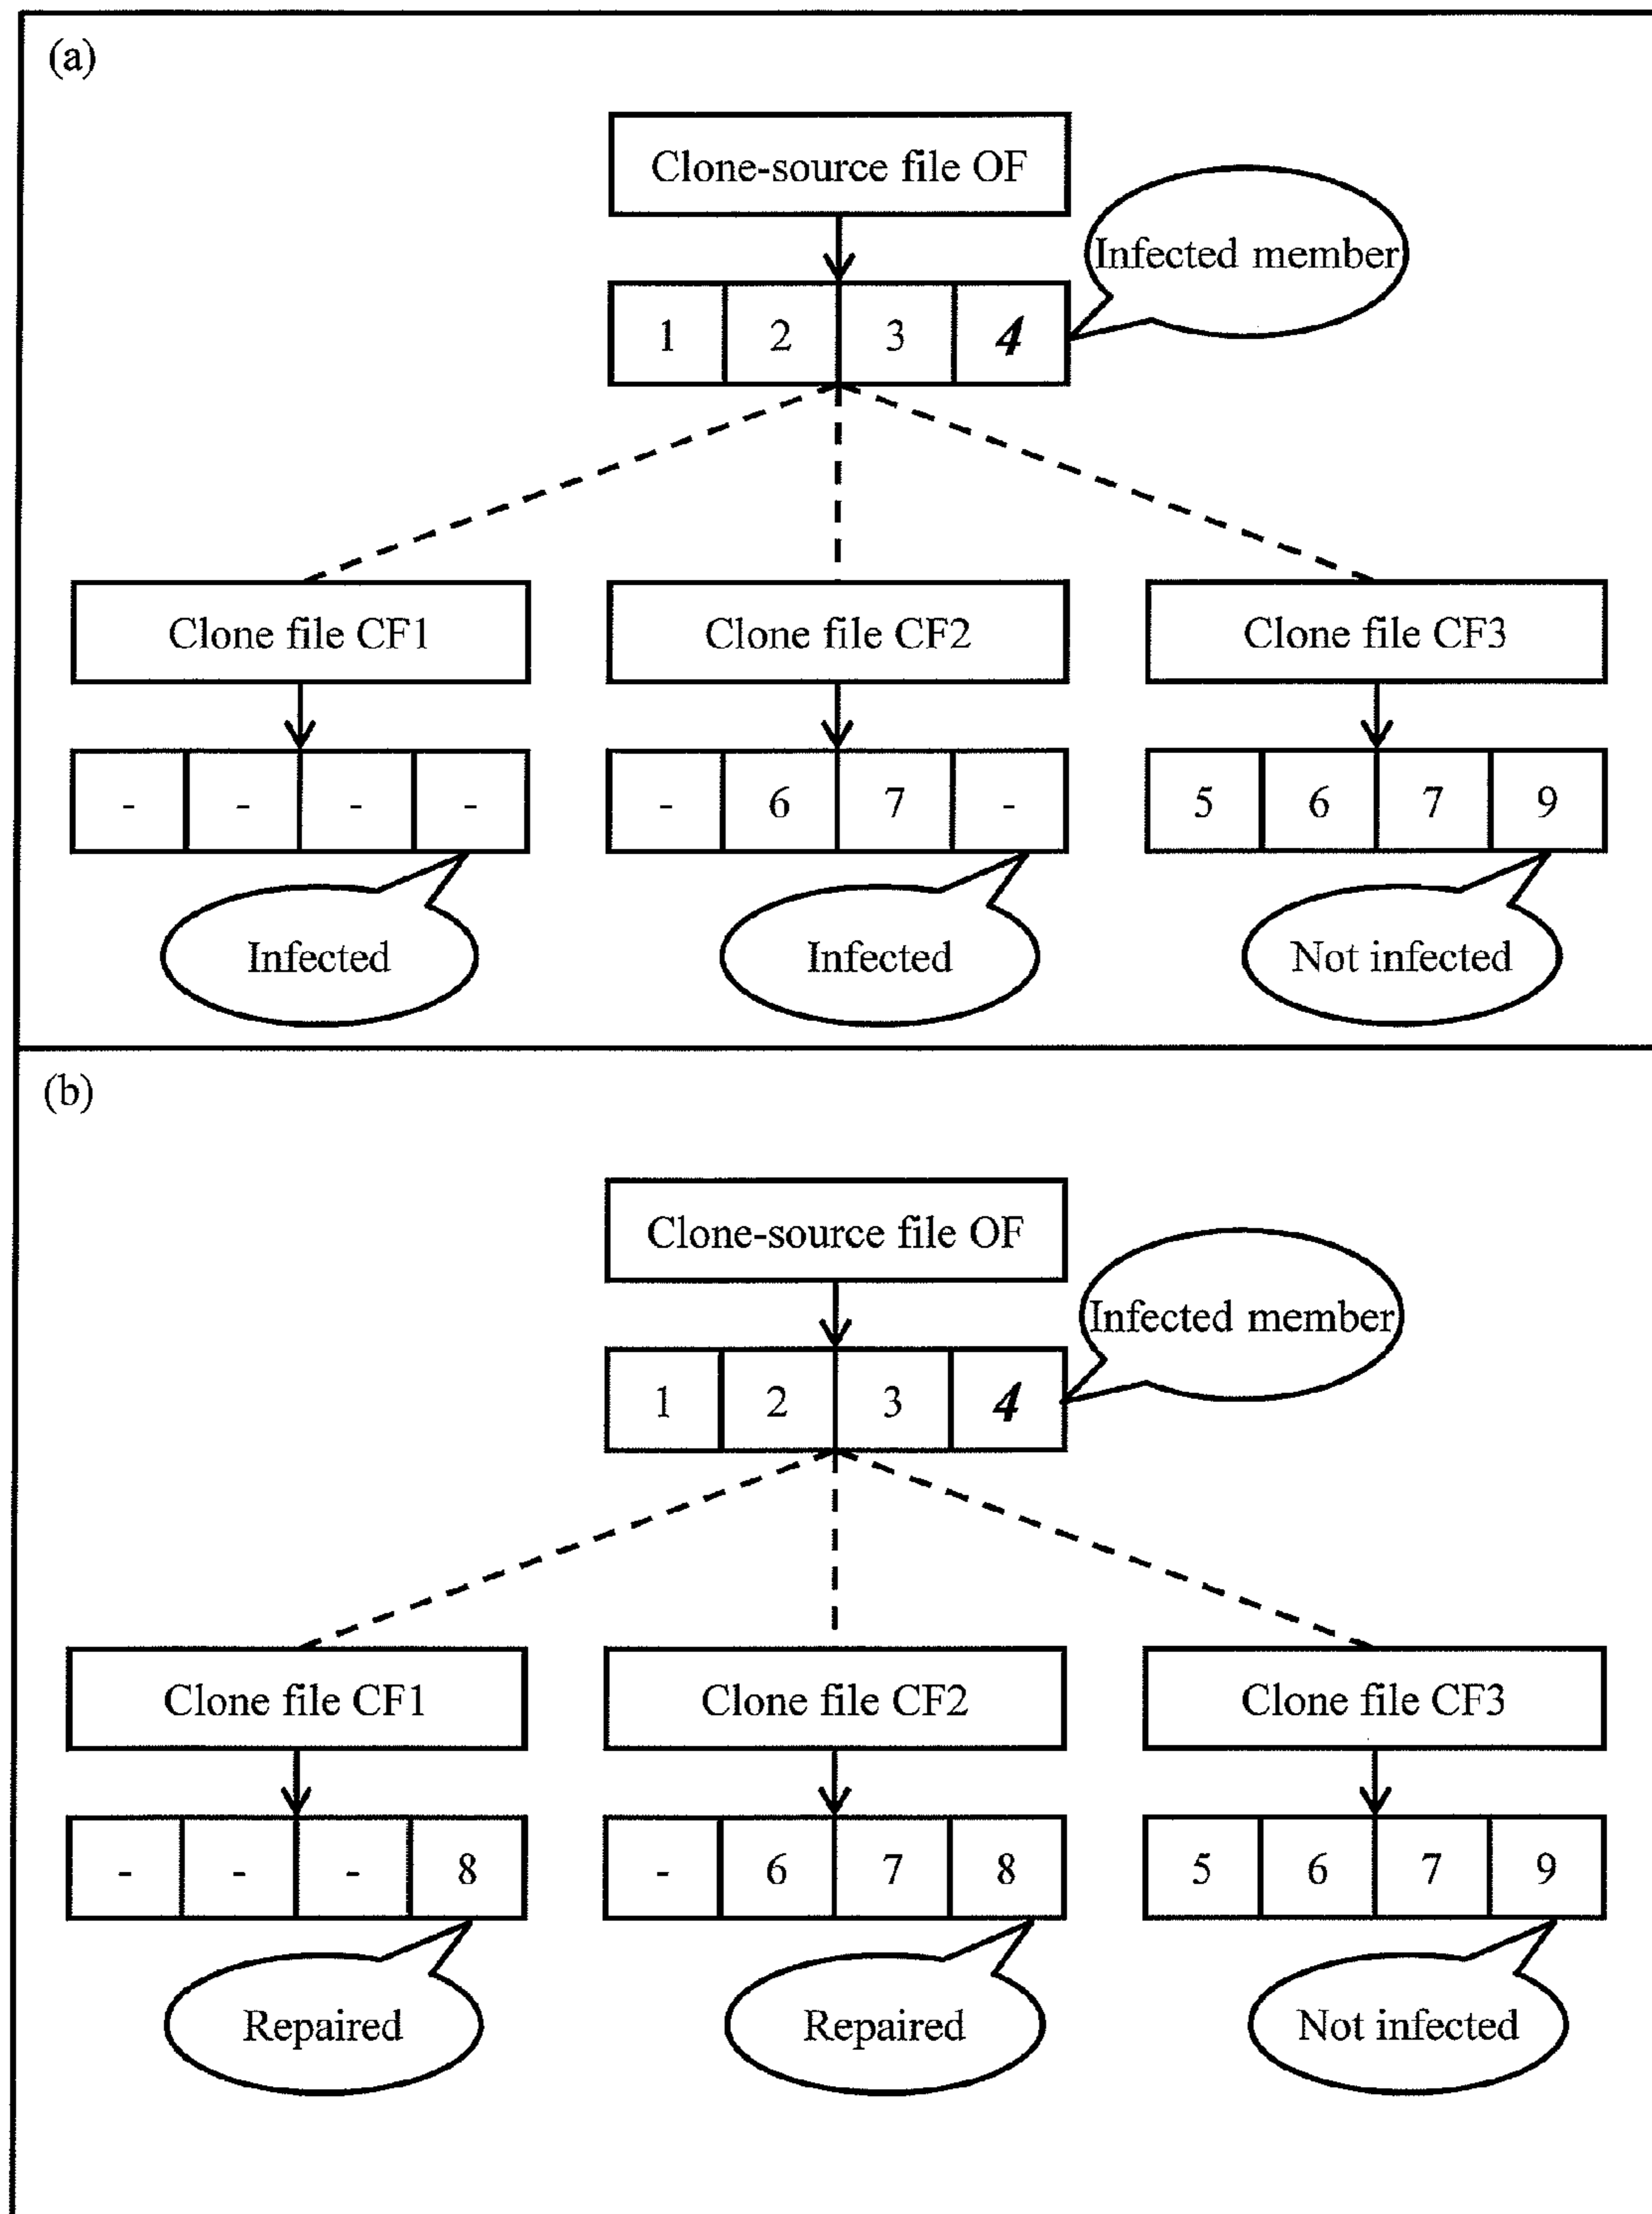 (a)
Clone-source file OF
Infected member
1 2 3 4
Clone file CF1 Clone file CF2 Clone file CF3
- - - - - 6 7 - 5 6 7 9
Infected Infected Not infected
(b)
Clone-source file OF
Infected member
1 2 3 4
Clone file CF1 Clone file CF2 Clone file CF3
- - - 8 - 6 7 8 5 6 7 9
Repaired Repaired Not infected